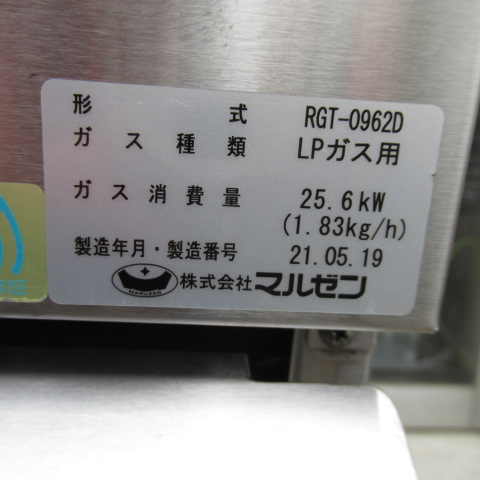 形式 RGT-0962D
ガス種類 LPガス用
ガス消費量 25.6kW
(1.83kg/h)
製造年月・製造番号 21.05.19
MARUZEN 株式会社マルゼン